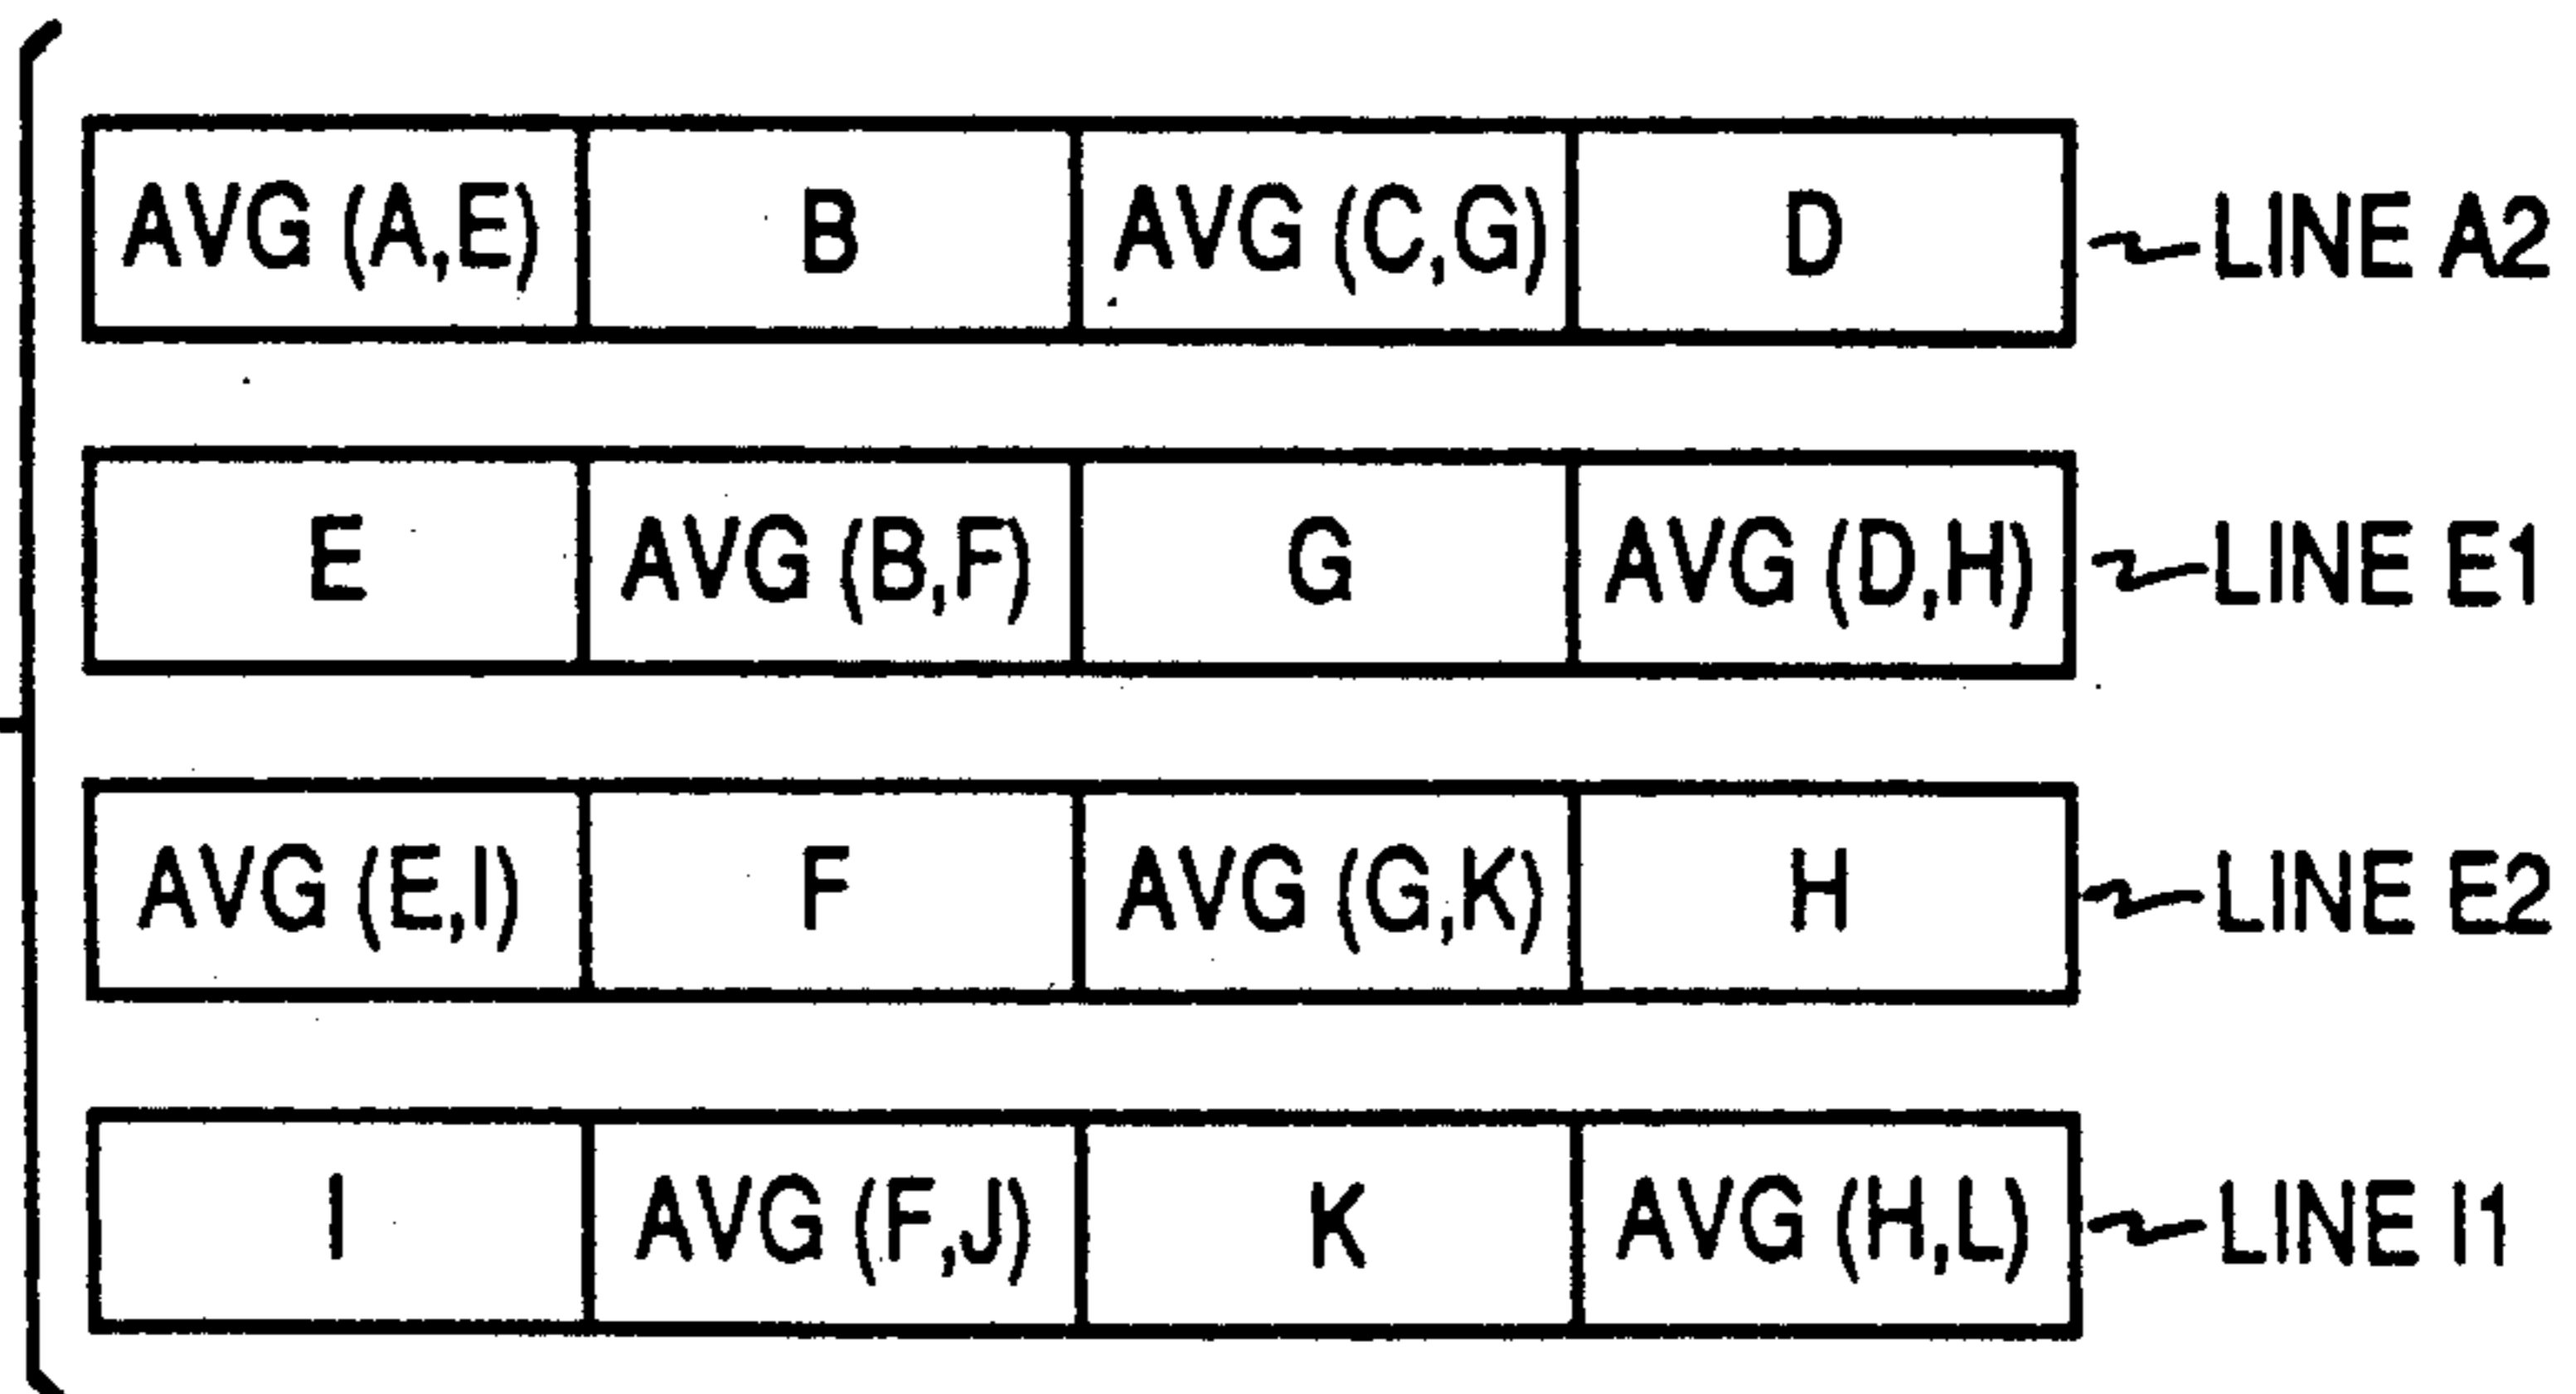 AVG (A,E) B AVG (C,G) D LINE A2
E AVG (B,F) G AVG (D,H) LINE E1
AVG (E,I) F AVG (G,K) H LINE E2
I AVG (F,J) K AVG (H,L) LINE I1